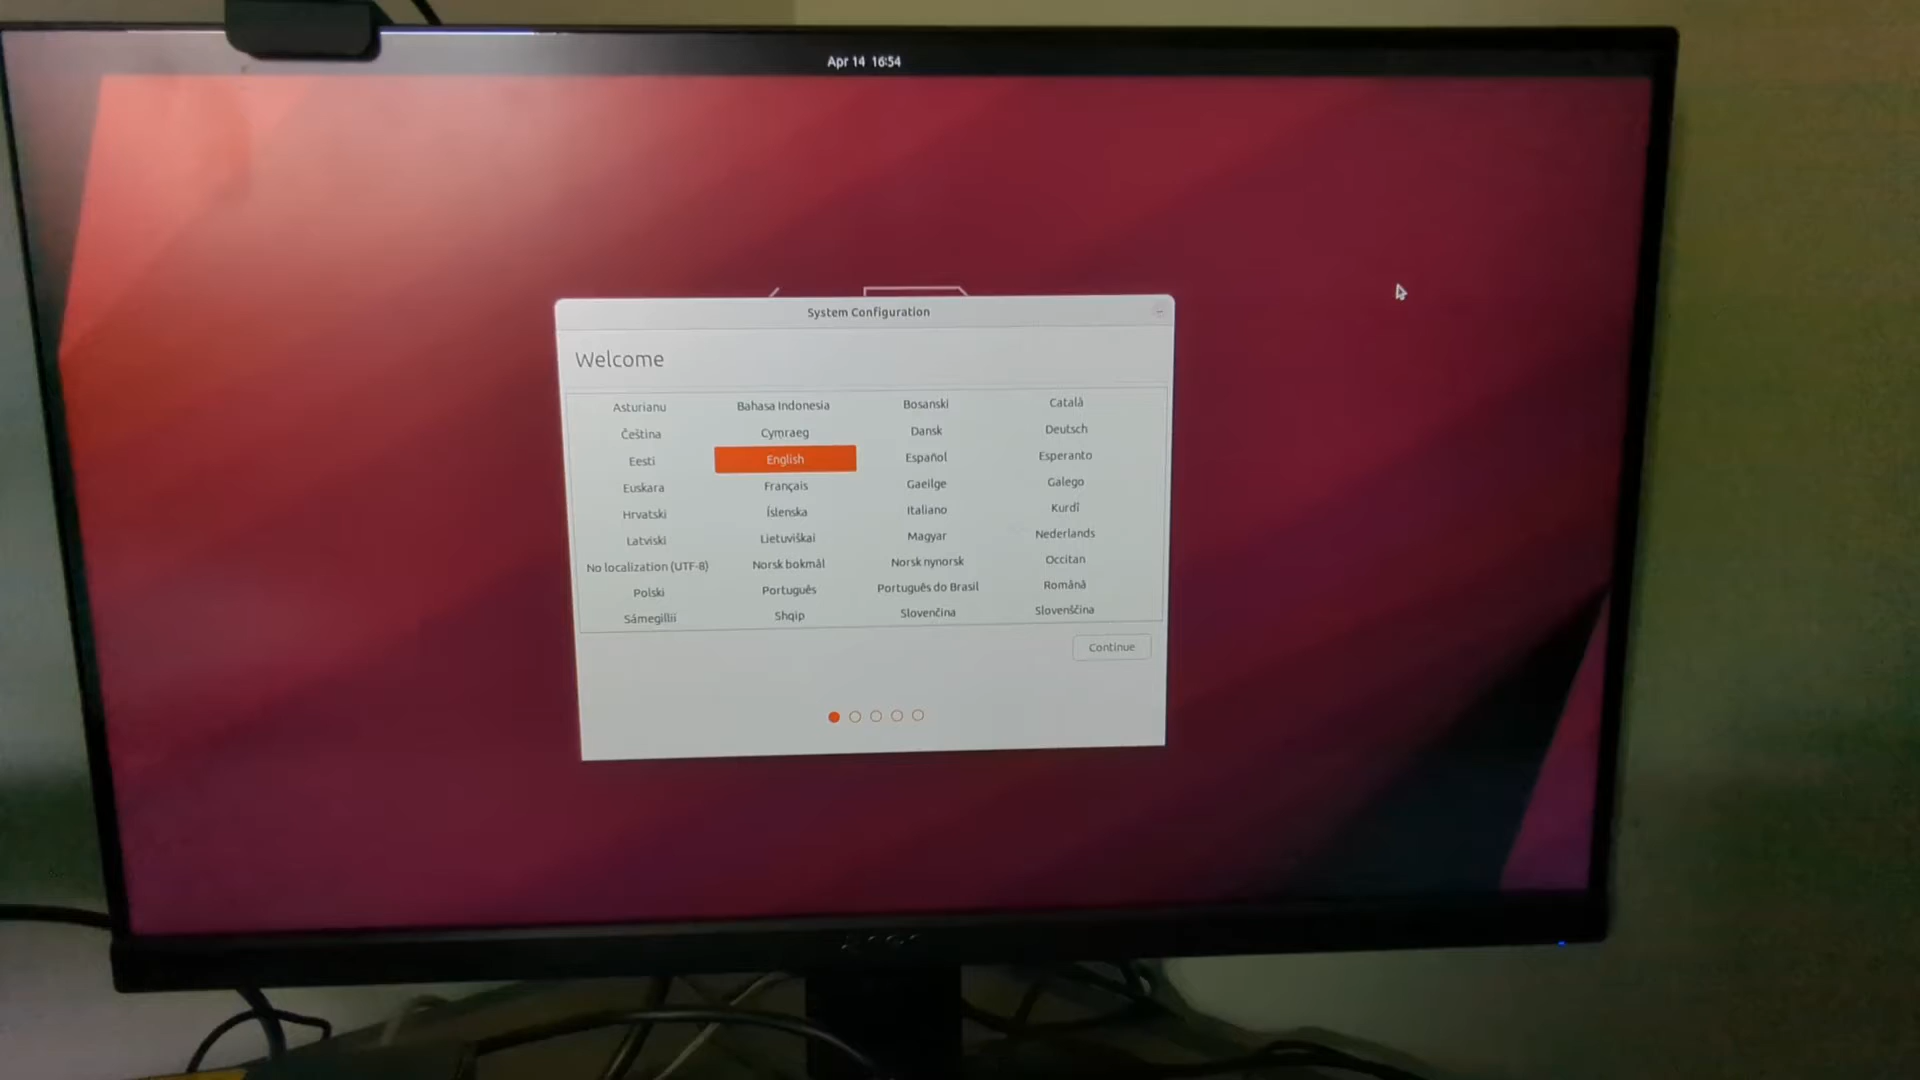 Apr 14 16:54
System Configuration
Welcome
Asturianu Bahasa Indonesia Bosanski Català
Čeština Cymraeg Dansk Deutsch
Eesti English Español Esperanto
Euskara Français Gaeilge Galego
Hrvatski Íslenska Italiano Kurdî
Latviski Lietuviškai Magyar Nederlands
No localization (UTF-8) Norsk bokmål Norsk nynorsk Occitan
Polski Português Português do Brasil Română
Sámegillii Shqip Slovenčina Slovenščina
Continue
acer